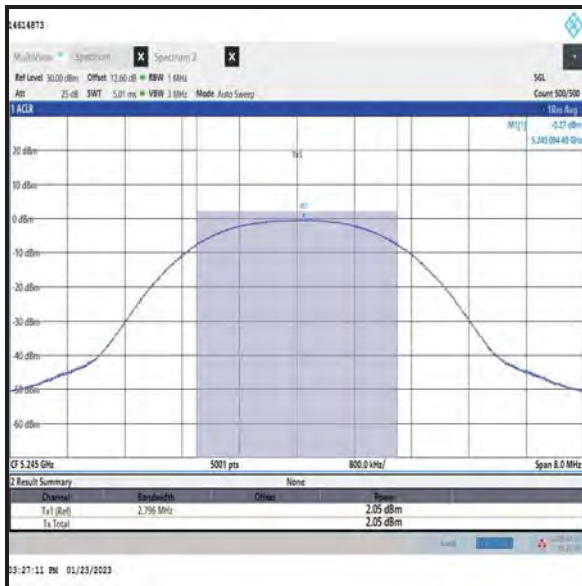 14614873
MultiView Spectrum X Spectrum 2 X
Ref Level 30.00 dBm Offset 12.60 dB RBW 1 MHz SGL
Att 25 dB SWT 5.01 ms VBW 3 MHz Mode Auto Sweep Count 500/500
1 ACLR 1Rm Avg
M1[1] -0.27 dBm
GHz
Tx1
20 dBm
10 dBm
0 dBm
M1
-10 dBm
-20 dBm
-30 dBm
-40 dBm
-50 dBm
-60 dBm
CF 5.245 GHz 5001 pts 800.0 kHz/ Span 8.0 MHz
2 Result Summary None
Channel Bandwidth Offset Power
Tx1 (Ref) 2.796 MHz 2.05 dBm
Tx Total 2.05 dBm
03:27:11 PM 01/23/2023